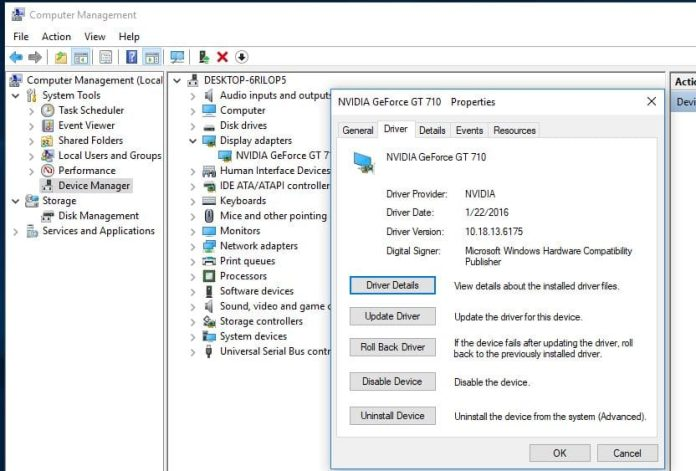 Computer Management
File Action View Help
Computer Management (Local
System Tools
Task Scheduler
Event Viewer
Shared Folders
Local Users and Groups
Performance
Device Manager
Storage
Disk Management
Services and Applications
DESKTOP-6RILOP5
Audio inputs and outputs
Computer
Disk drives
Display adapters
NVIDIA GeForce GT 7
Human Interface Devices
IDE ATA/ATAPI controller
Keyboards
Mice and other pointing
Monitors
Network adapters
Print queues
Processors
Software devices
Sound, video and game c
Storage controllers
System devices
Universal Serial Bus contr
NVIDIA GeForce GT 710 Properties
General Driver Details Events Resources
NVIDIA GeForce GT 710
Driver Provider: NVIDIA
Driver Date: 1/22/2016
Driver Version: 10.18.13.6175
Digital Signer: Microsoft Windows Hardware Compatibility
Publisher
Driver Details View details about the installed driver files.
Update Driver Update the driver for this device.
Roll Back Driver If the device fails after updating the driver, roll
back to the previously installed driver.
Disable Device Disable the device.
Uninstall Device Uninstall the device from the system (Advanced).
OK Cancel
Acti
Devi